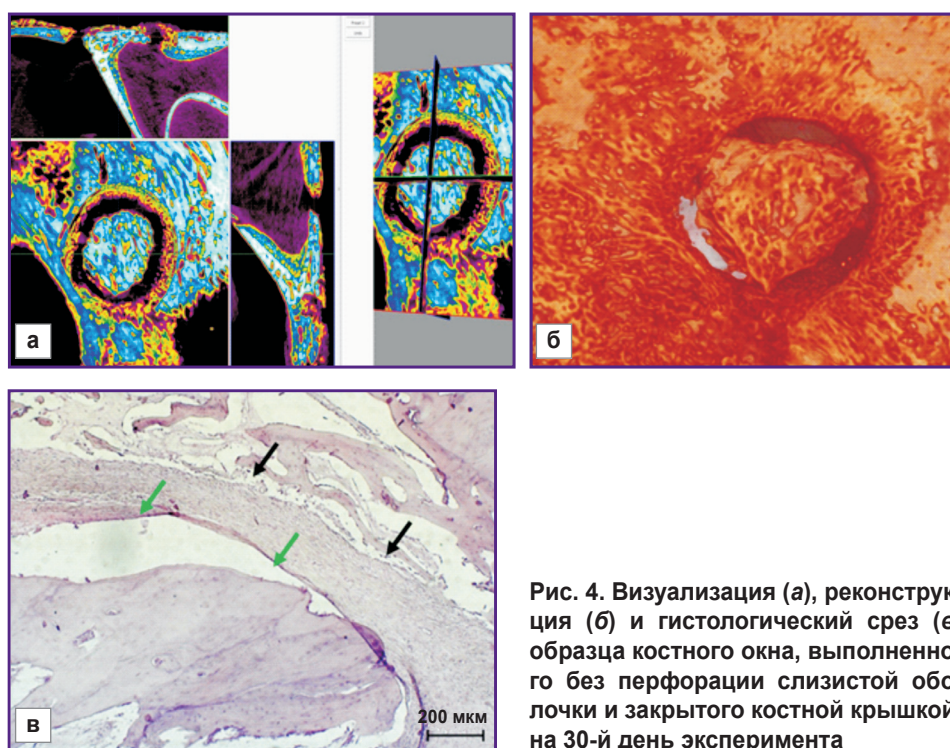 а
б
в
200 мкм
Рис. 4. Визуализация (а), реконструк
ция (б) и гистологический срез (в
образца костного окна, выполненно
го без перфорации слизистой обо
лочки и закрытого костной крышкой
на 30-й день эксперимента